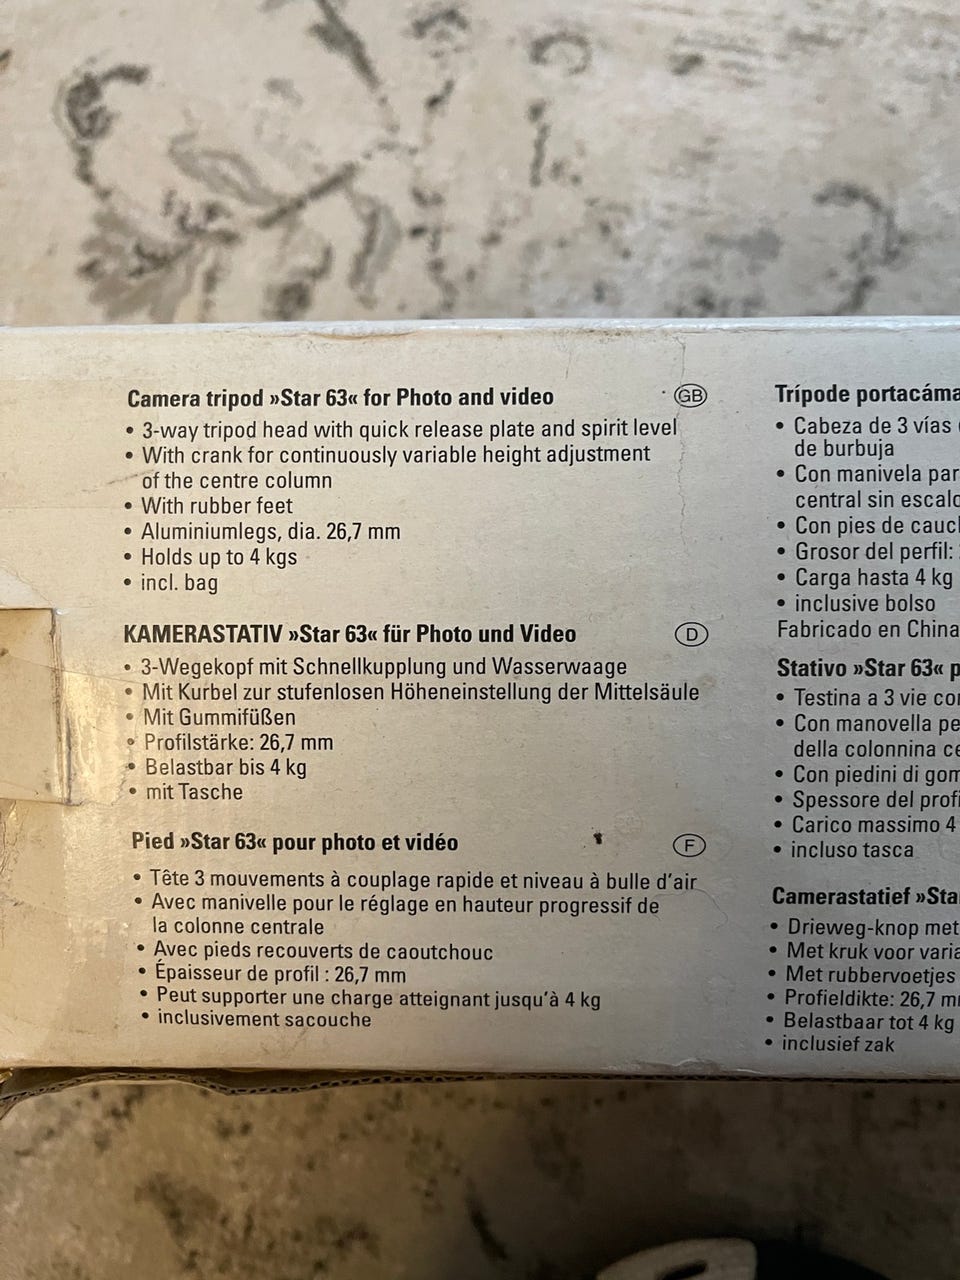 Camera tripod »Star 63« for Photo and video
GB
• 3-way tripod head with quick release plate and spirit level
• With crank for continuously variable height adjustment
of the centre column
• With rubber feet
• Aluminiumlegs, dia. 26,7 mm
• Holds up to 4 kgs
• incl. bag
KAMERASTATIV »Star 63« für Photo und Video
D
• 3-Wegekopf mit Schnellkupplung und Wasserwaage
• Mit Kurbel zur stufenlosen Höheneinstellung der Mittelsäule
• Mit Gummifüßen
• Profilstärke: 26,7 mm
• Belastbar bis 4 kg
• mit Tasche
Pied »Star 63« pour photo et vidéo
F
• Tête 3 mouvements à couplage rapide et niveau à bulle d'air
• Avec manivelle pour le réglage en hauteur progressif de
la colonne centrale
• Avec pieds recouverts de caoutchouc
• Épaisseur de profil : 26,7 mm
• Peut supporter une charge atteignant jusqu'à 4 kg
• inclusivement sacouche
Trípode portacáma
• Cabeza de 3 vías
de burbuja
• Con manivela par
central sin escalo
• Con pies de cauc
• Grosor del perfil:
• Carga hasta 4 kg
• inclusive bolso
Fabricado en China
Stativo »Star 63« p
• Testina a 3 vie co
• Con manovella pe
della colonnina ce
• Con piedini di gom
• Spessore del profi
• Carico massimo 4
• incluso tasca
Camerastatief »Sta
• Drieweg-knop met
• Met kruk voor varia
• Met rubbervoetjes
• Profieldikte: 26,7 m
• Belastbaar tot 4 kg
• inclusief zak